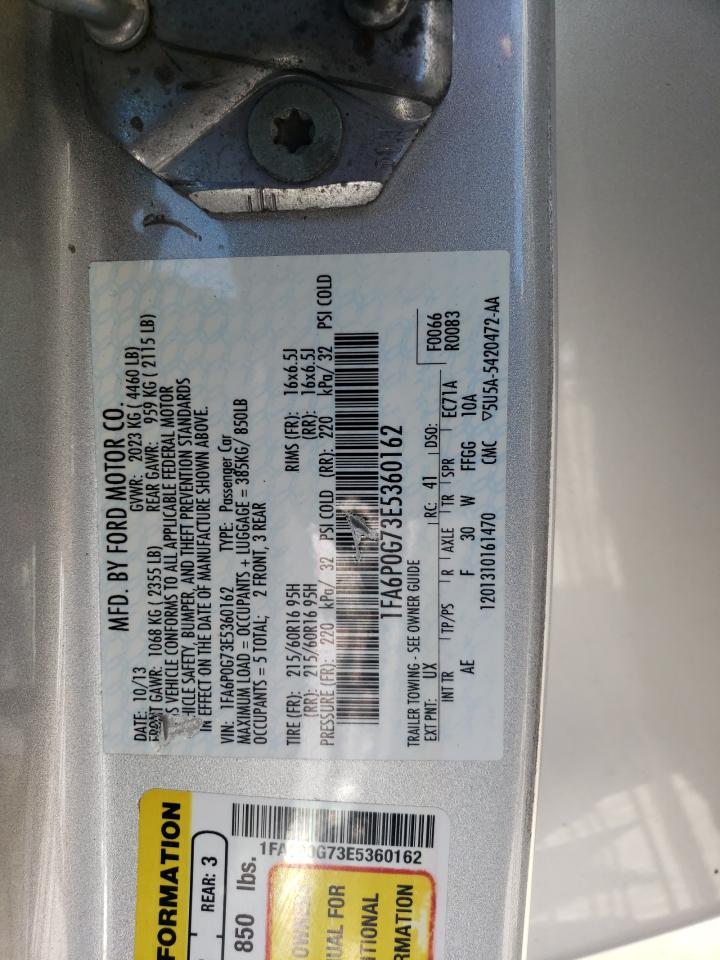 MFD. BY FORD MOTOR CO.
DATE: 10/13 GVWR: 2023 KG ( 4460 LB)
FRONT GAWR: 1068 KG ( 2355 LB) REAR GAWR: 959 KG ( 2115 LB)
VEHICLE CONFORMS TO ALL APPLICABLE FEDERAL MOTOR
SAFETY, BUMPER, AND THEFT PREVENTION STANDARDS
IN EFFECT ON THE DATE OF MANUFACTURE SHOWN ABOVE.
VIN: 1FA6P0G73E5360162 TYPE: Passenger Car
MAXIMUM LOAD = OCCUPANTS + LUGGAGE = 385KG/ 850LB
OCCUPANTS = 5 TOTAL; 2 FRONT, 3 REAR
TIRE (FR): 215/60R16 95H RIMS (FR): 16x6.5J
(RR): 215/60R16 95H (RR): 16x6.5J
PRESSURE (FR): 220 kPa/ 32 PSI COLD (RR): 220 kPa/ 32 PSI COLD
1FA6P0G73E5360162
TRAILER TOWING - SEE OWNER GUIDE F0066
EXT PNT: UX RC: 41 DSO: R0083
INT TR TP/PS R AXLE TR SPR EC71A
AE F 30 W FFGG 10A
1201310161470 CMC ▽5U5A-5420472-AA
FORMATION
REAR: 3
850 lbs.
0G73E5360162
OWNER
UAL FOR
TIONAL
RMATION